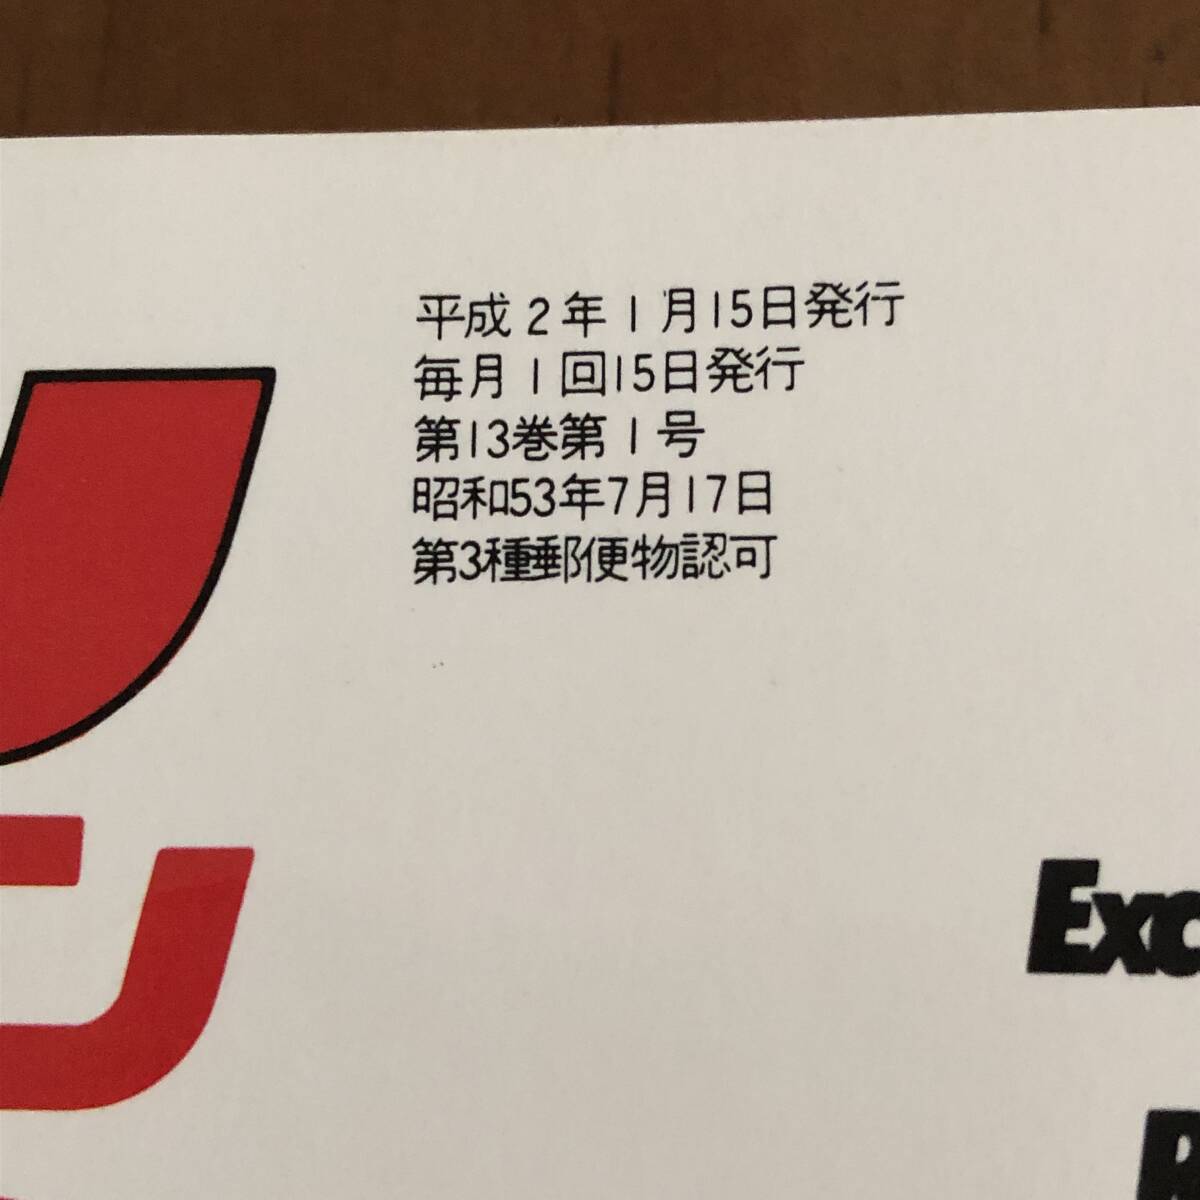 平成2年1月15日発行
毎月1回15日発行
第13巻第1号
昭和53年7月17日
第3種郵便物認可